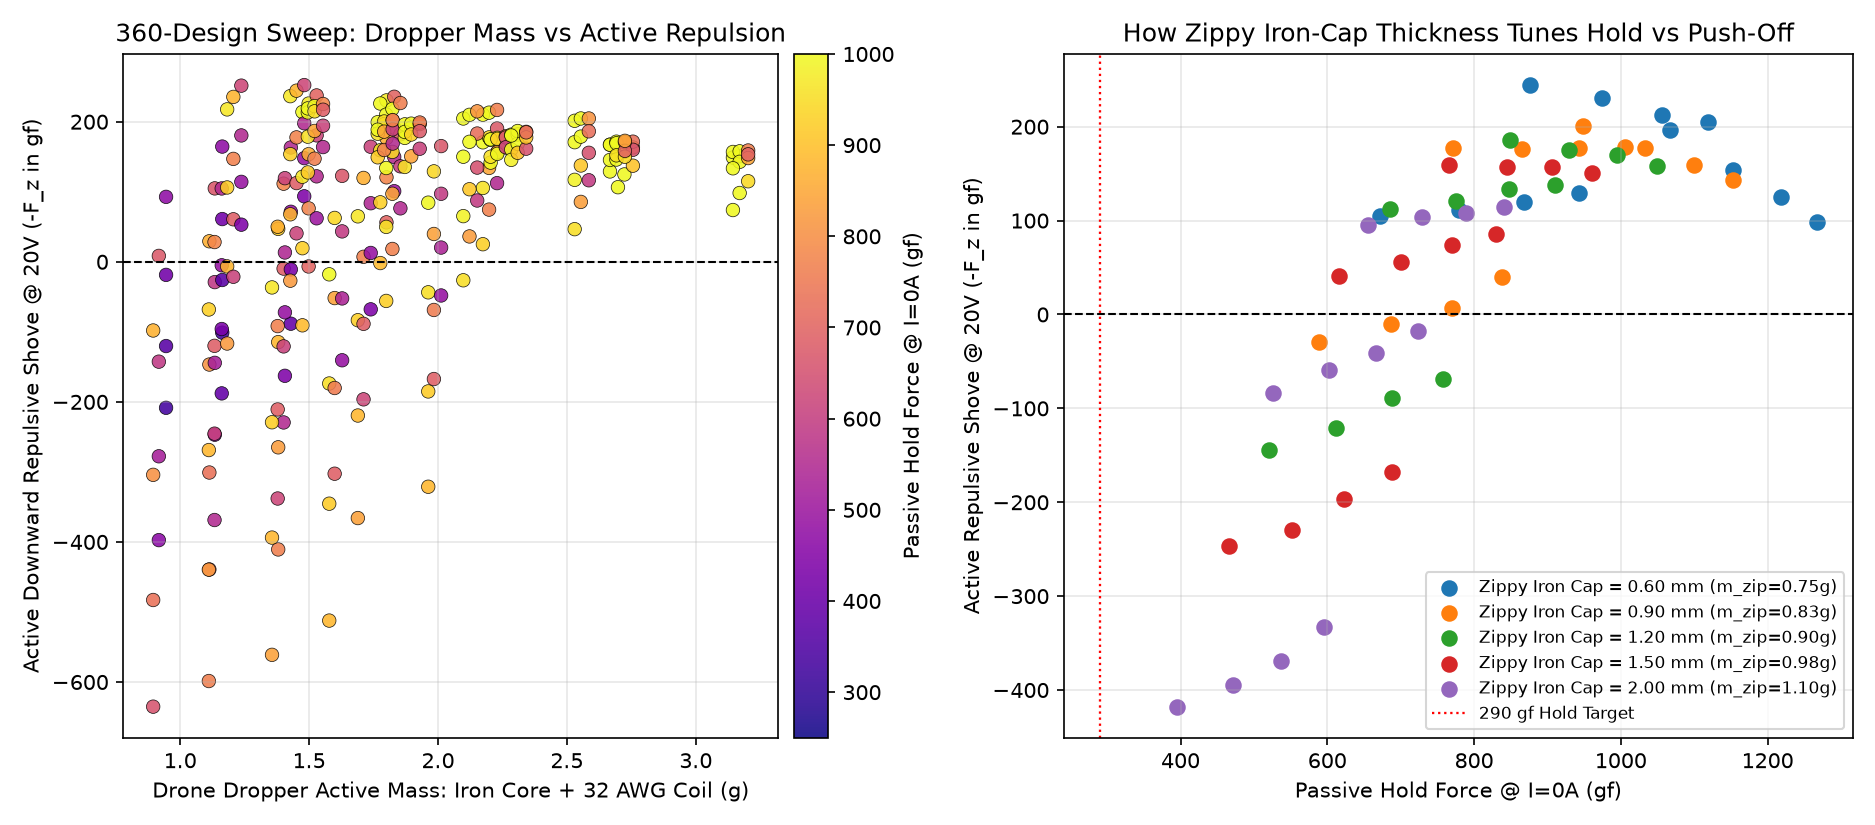 360-Design Sweep: Dropper Mass vs Active Repulsion
Active Downward Repulsive Shove @ 20V (-F_z in gf)
200
0
−200
−400
−600
1.0 1.5 2.0 2.5 3.0
Drone Dropper Active Mass: Iron Core + 32 AWG Coil (g)
1000
900
800
700
600
500
400
300
Passive Hold Force @ I=0A (gf)
How Zippy Iron-Cap Thickness Tunes Hold vs Push-Off
Active Repulsive Shove @ 20V (-F_z in gf)
200
100
0
−100
−200
−300
−400
400 600 800 1000 1200
Passive Hold Force @ I=0A (gf)
Zippy Iron Cap = 0.60 mm (m_zip=0.75g)
Zippy Iron Cap = 0.90 mm (m_zip=0.83g)
Zippy Iron Cap = 1.20 mm (m_zip=0.90g)
Zippy Iron Cap = 1.50 mm (m_zip=0.98g)
Zippy Iron Cap = 2.00 mm (m_zip=1.10g)
290 gf Hold Target